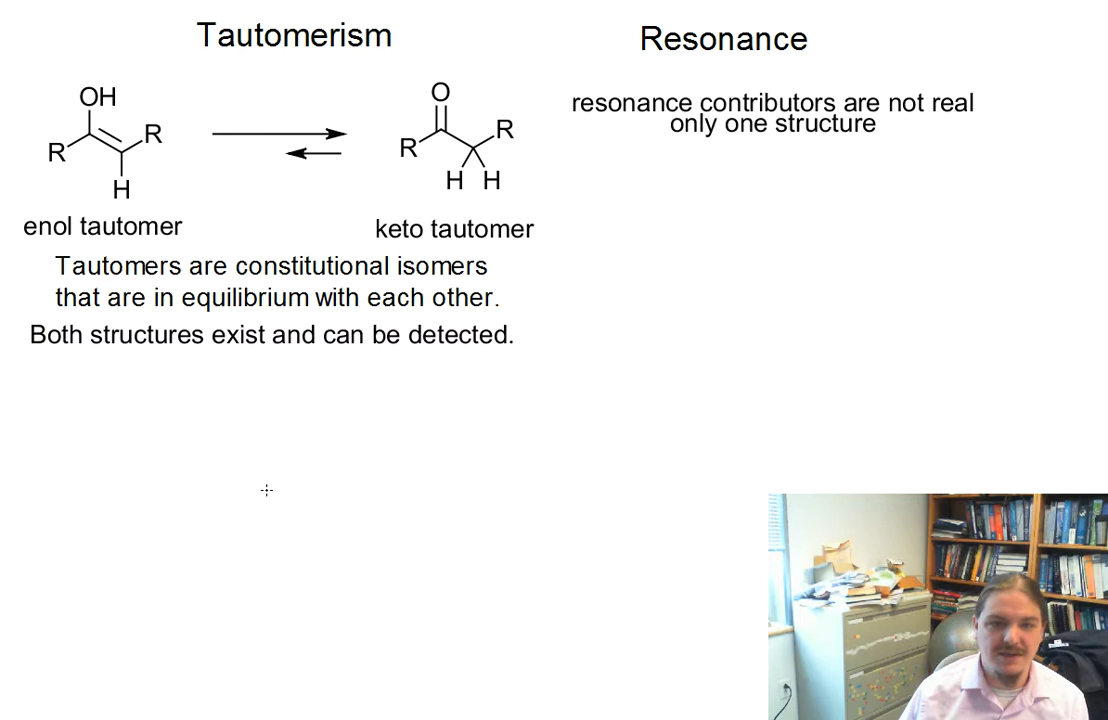 Tautomerism
OH
R
R
H
O
R
R
H H
enol tautomer
keto tautomer
Tautomers are constitutional isomers
that are in equilibrium with each other.
Both structures exist and can be detected.
Resonance
resonance contributors are not real
only one structure